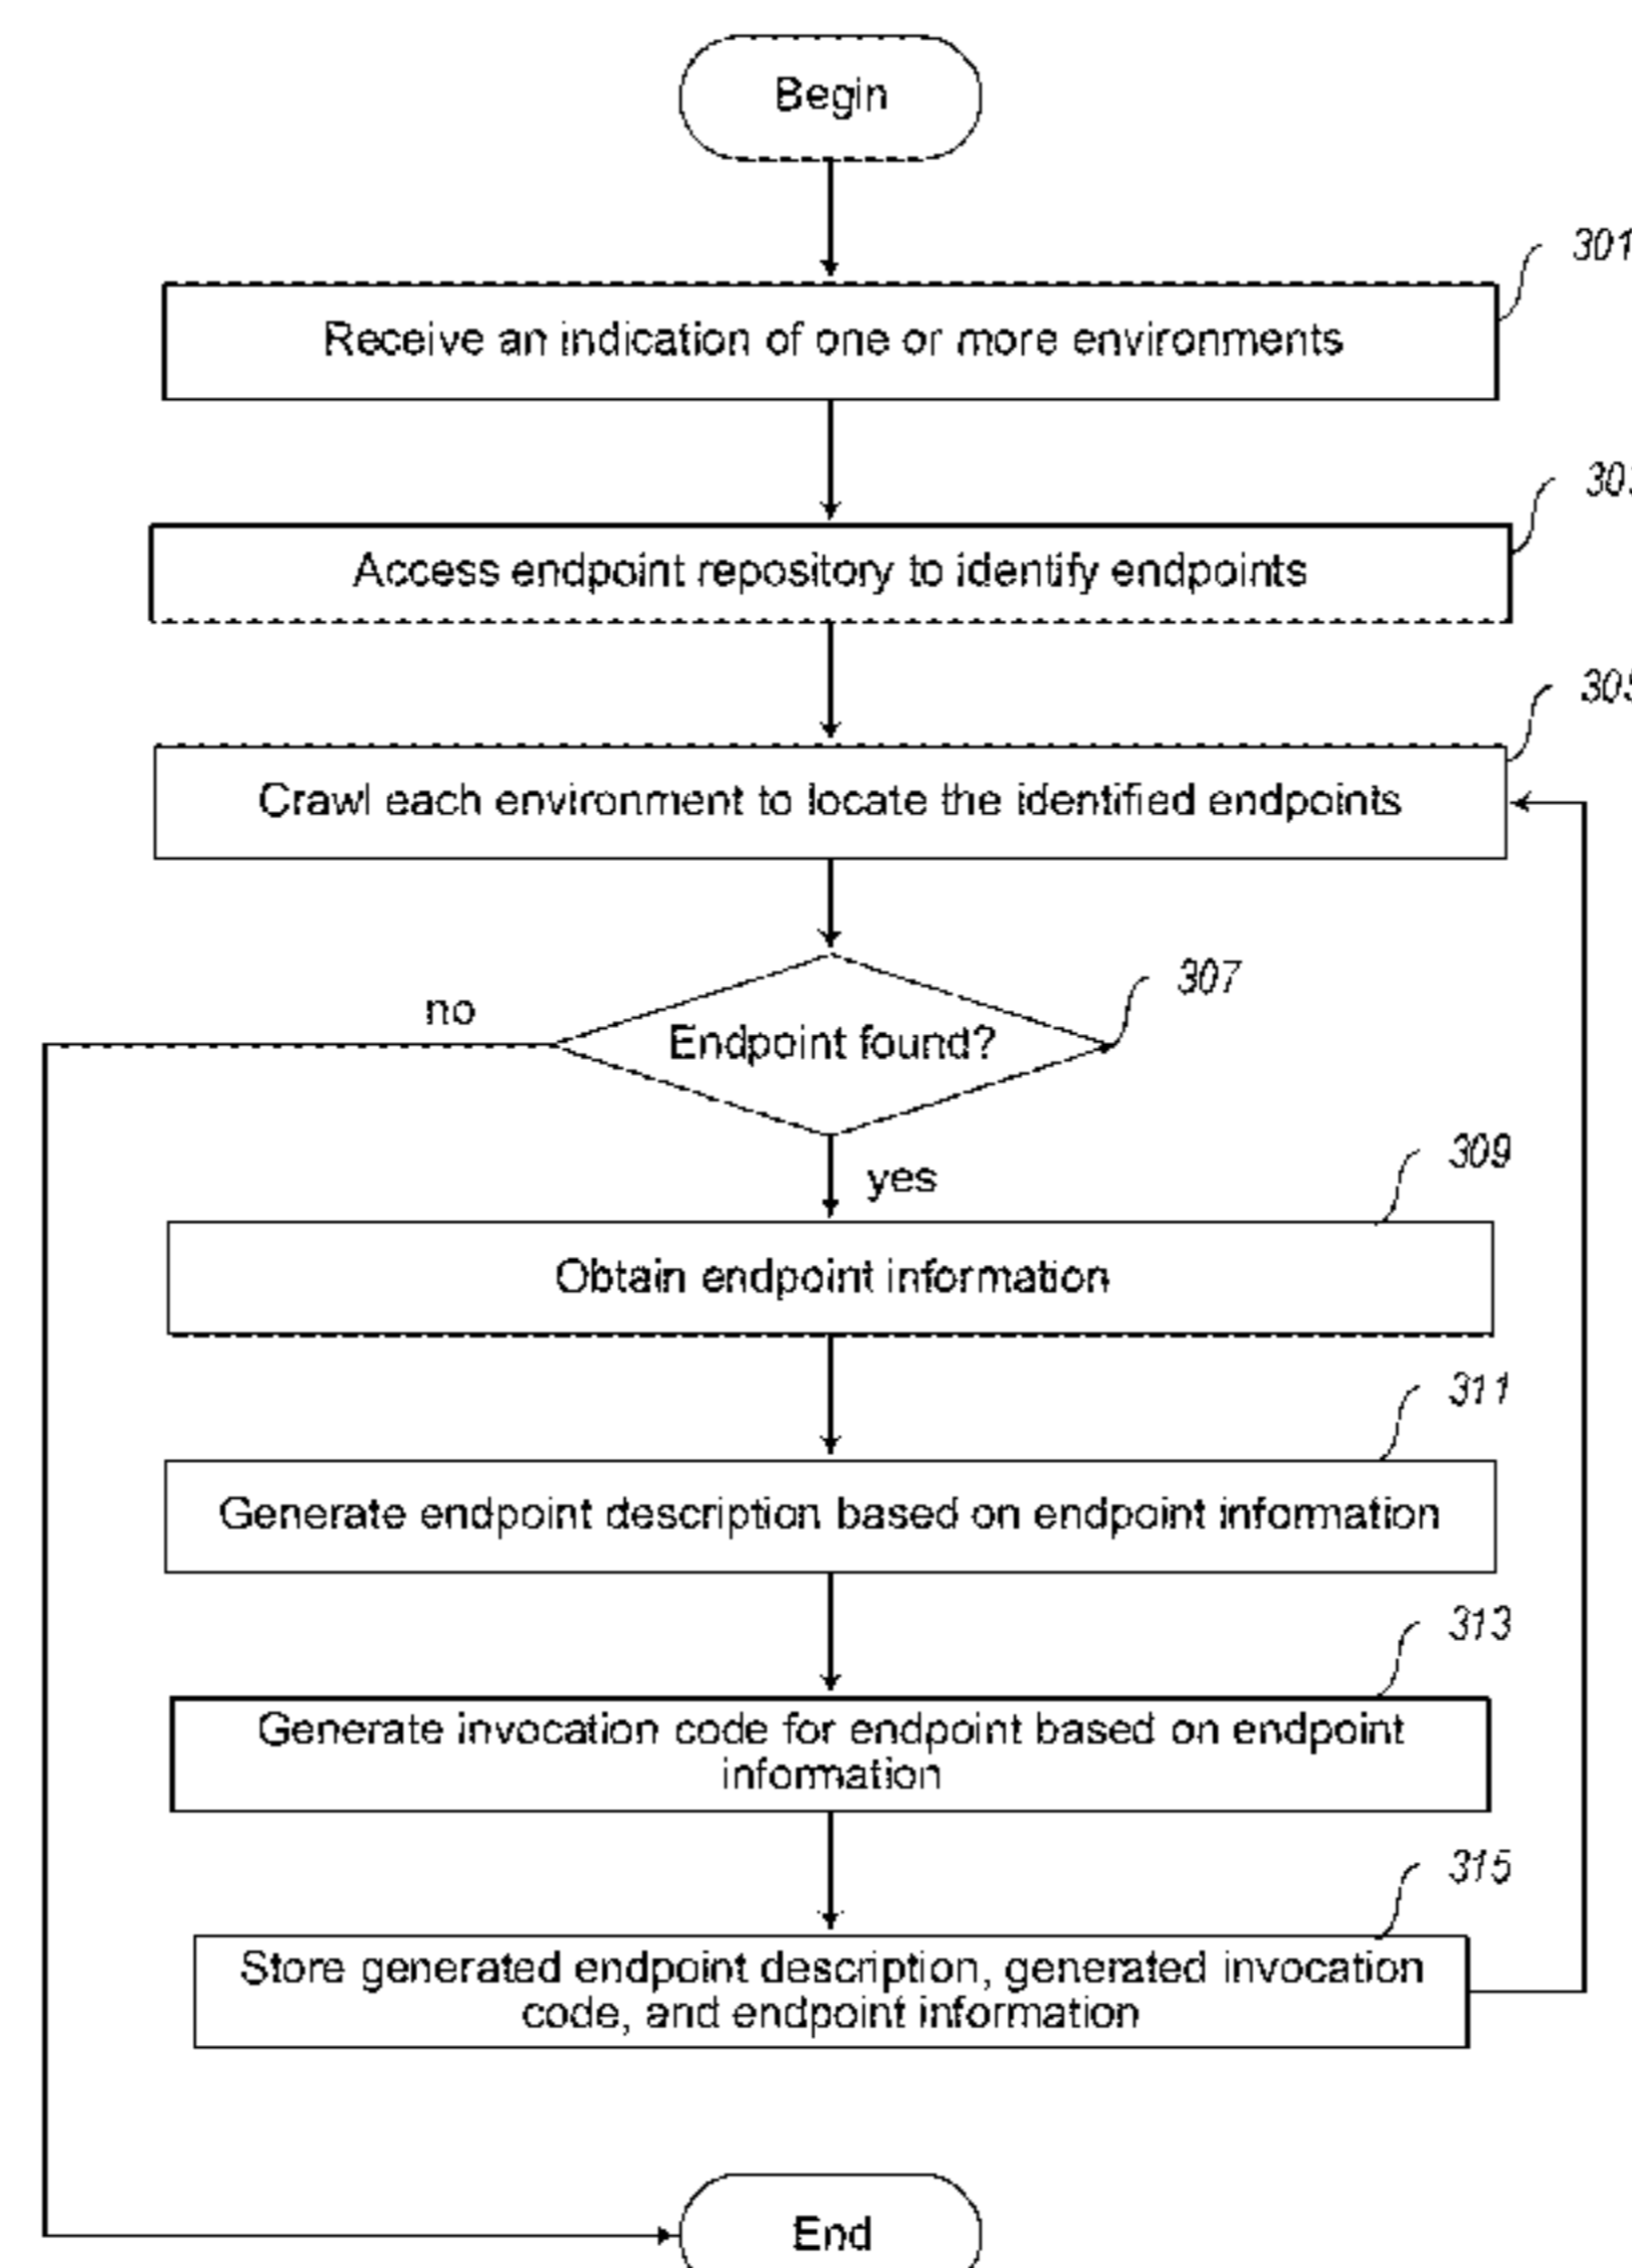 Begin
301
Receive an indication of one or more environments
Access endpoint repository to identify endpoints
Crawl each environment to locate the identified endpoints
307
no
Endpoint found?
yes
309
Obtain endpoint information
311
Generate endpoint description based on endpoint information
313
Generate invocation code for endpoint based on endpoint
information
315
Store generated endpoint description, generated invocation
code, and endpoint information
End